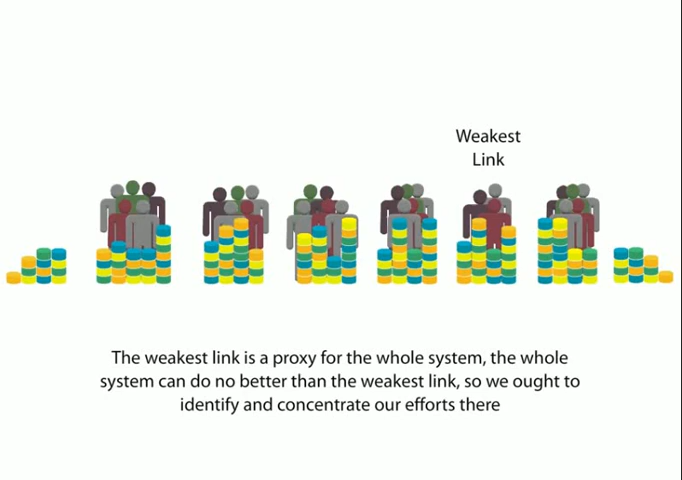 Weakest
Link
The weakest link is a proxy for the whole system, the whole
system can do no better than the weakest link, so we ought to
identify and concentrate our efforts there